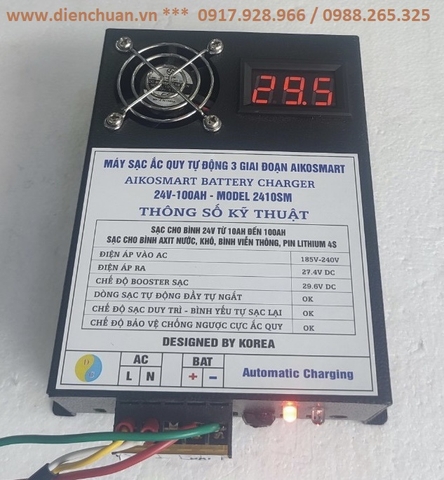 www.dienchuan.vn *** 0917.928.966 / 0988.265.325
29.5
MÁY SẠC ẮC QUY TỰ ĐỘNG 3 GIAI ĐOẠN AIKOSMART
AIKOSMART BATTERY CHARGER
24V-100AH - MODEL 2410SM
THÔNG SỐ KỸ THUẬT
SẠC CHO BÌNH 24V TỪ 10AH ĐẾN 100AH
SẠC CHO BÌNH AXIT NƯỚC, KHÔ, BÌNH VIỄN THÔNG, PIN LITHIUM 4S
ĐIỆN ÁP VÀO AC 185V-240V
ĐIỆN ÁP RA 27.4V DC
CHẾ ĐỘ BOOSTER SẠC 29.6V DC
DÒNG SẠC TỰ ĐỘNG ĐẦY TỰ NGẮT OK
CHẾ ĐỘ SẠC DUY TRÌ - BÌNH YẾU TỰ SẠC LẠI OK
CHẾ ĐỘ BẢO VỆ CHỐNG NGƯỢC CỰC ẮC QUY OK
DESIGNED BY KOREA
AC BAT
L N + - Automatic Charging